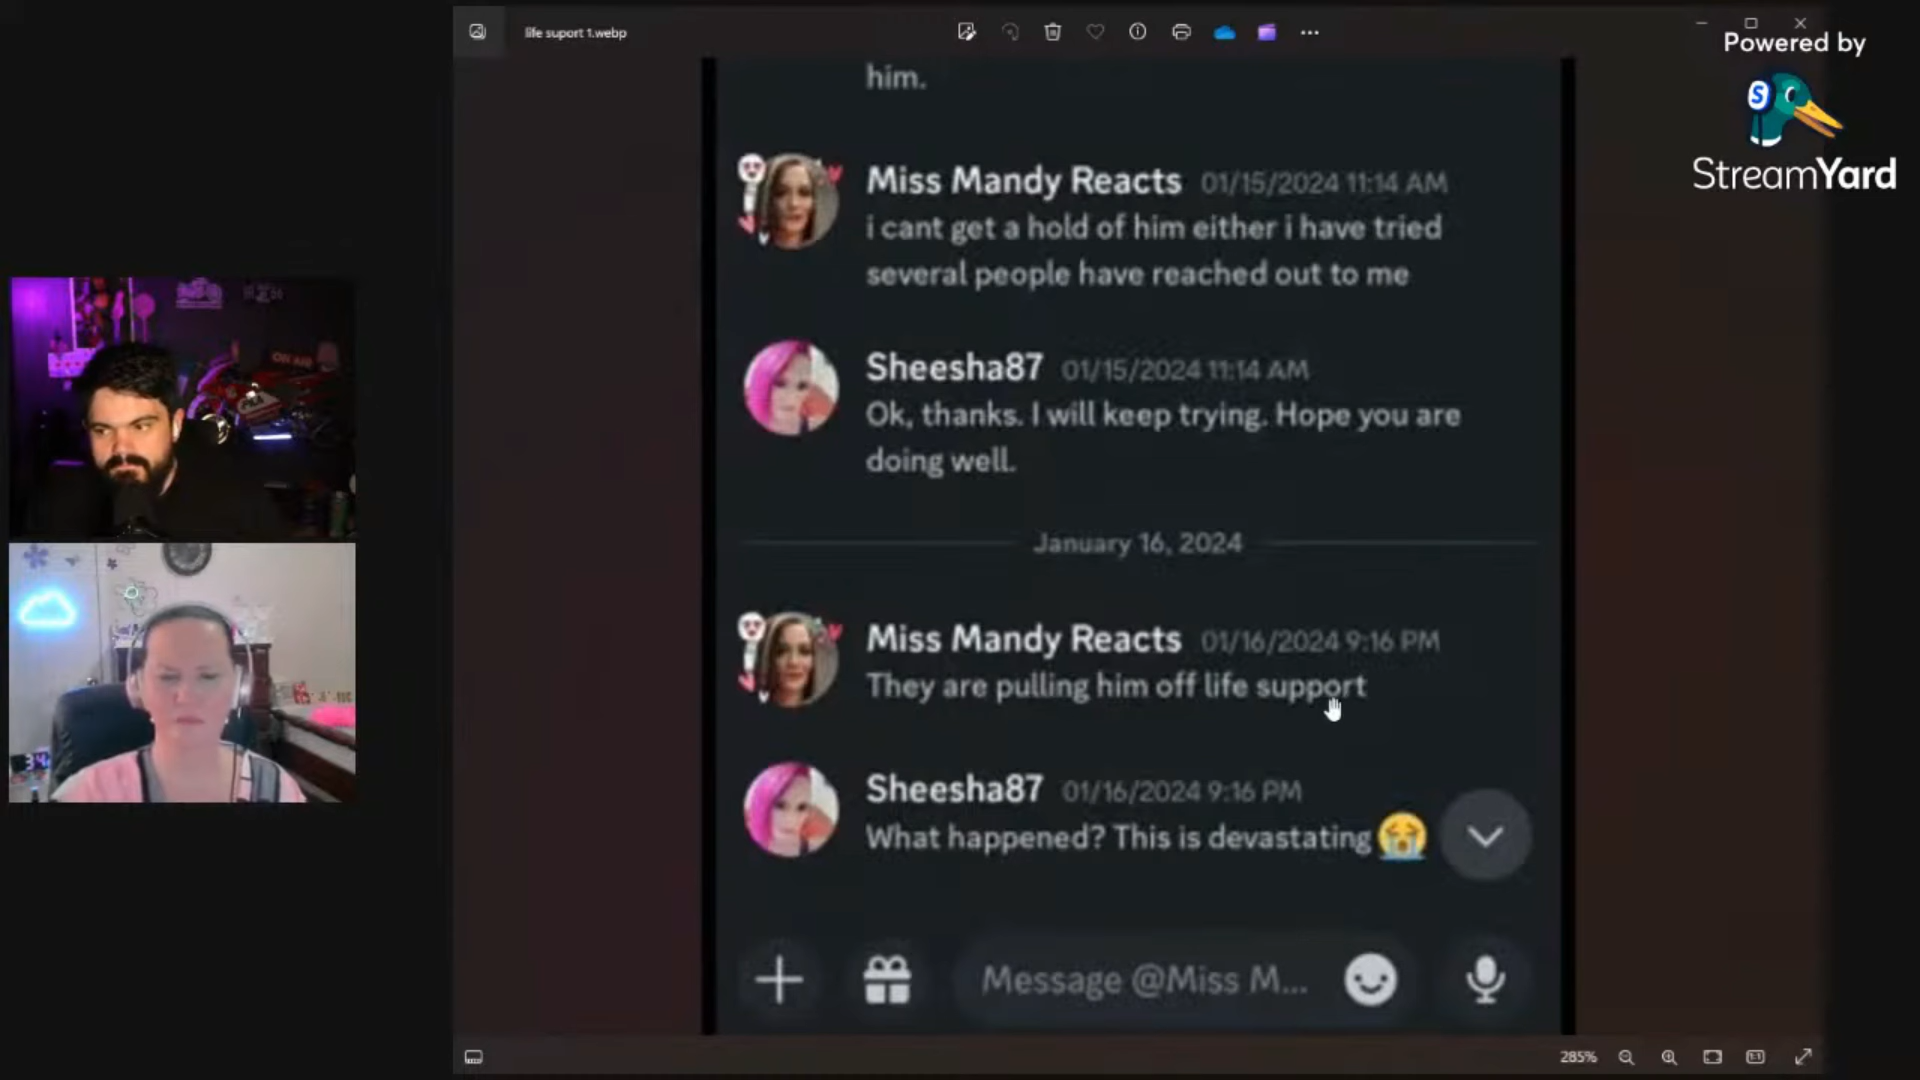 life suport 1.webp
Powered by
StreamYard
him.
Miss Mandy Reacts 01/15/2024 11:14 AM
i cant get a hold of him either i have tried
several people have reached out to me
Sheesha87 01/15/2024 11:14 AM
Ok, thanks. I will keep trying. Hope you are
doing well.
January 16, 2024
Miss Mandy Reacts 01/16/2024 9:16 PM
They are pulling him off life support
Sheesha87 01/16/2024 9:16 PM
What happened? This is devastating 😭
Message @Miss M...
ON AIR
285%